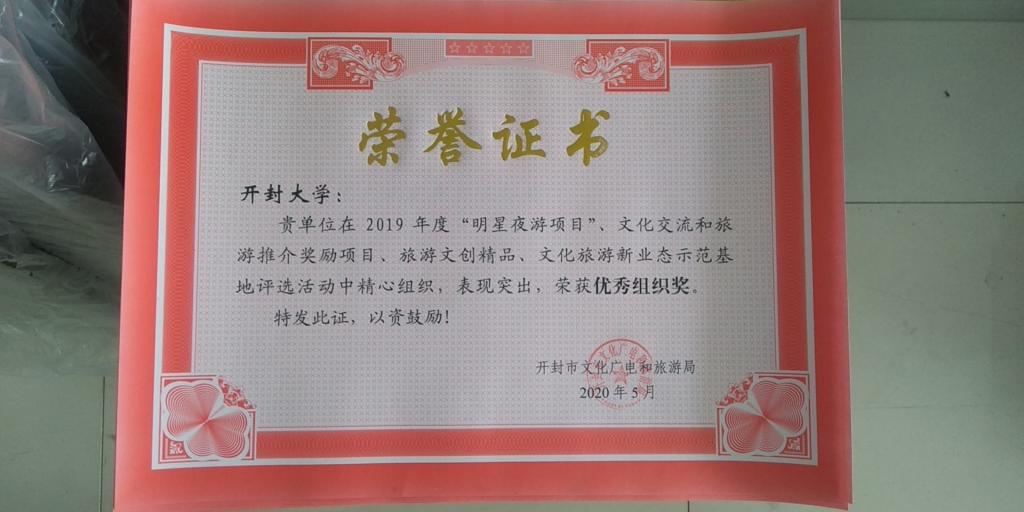 荣誉证书
开封大学：
贵单位在 2019 年度“明星夜游项目”、文化交流和旅
游推介奖励项目、旅游文创精品、文化旅游新业态示范基
地评选活动中精心组织，表现突出，荣获优秀组织奖。
特发此证，以资鼓励！
开封市文化广电和旅游局
2020 年 5 月